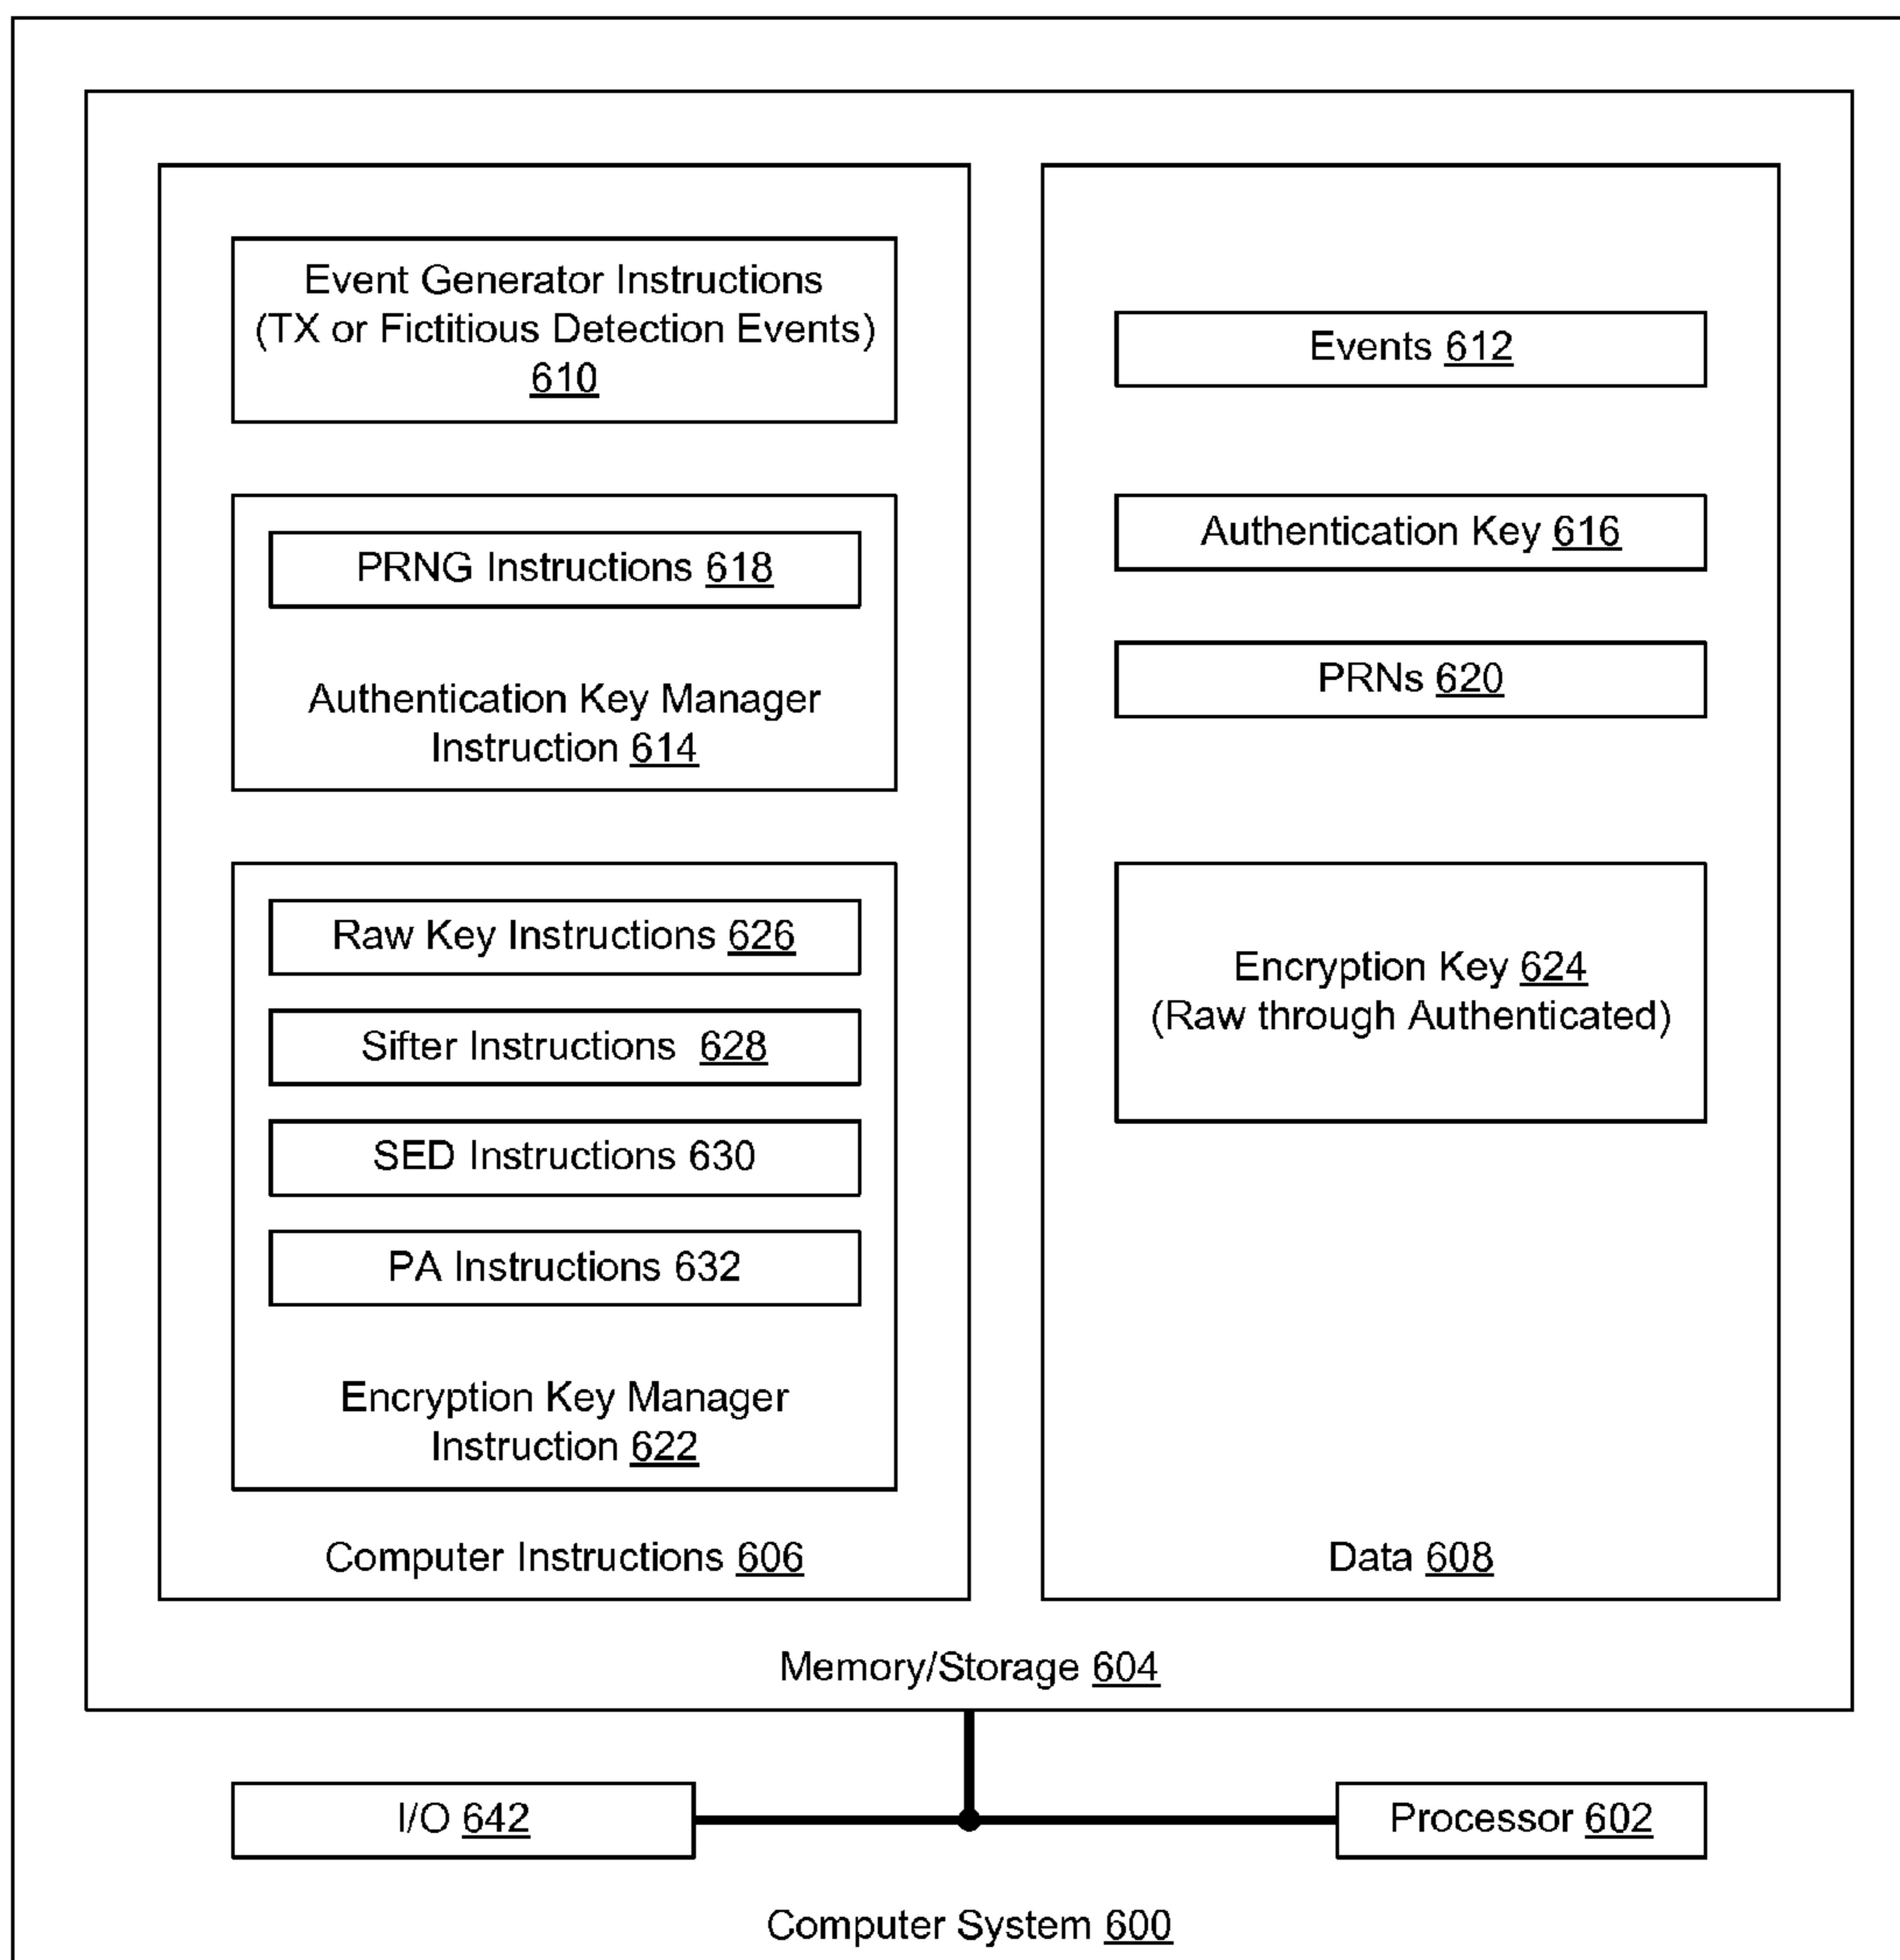 Event Generator Instructions
(TX or Fictitious Detection Events)
610
PRNG Instructions 618
Authentication Key Manager
Instruction 614
Raw Key Instructions 626
Sifter Instructions 628
SED Instructions 630
PA Instructions 632
Encryption Key Manager
Instruction 622
Computer Instructions 606
Events 612
Authentication Key 616
PRNs 620
Encryption Key 624
(Raw through Authenticated)
Data 608
Memory/Storage 604
I/O 642
Processor 602
Computer System 600